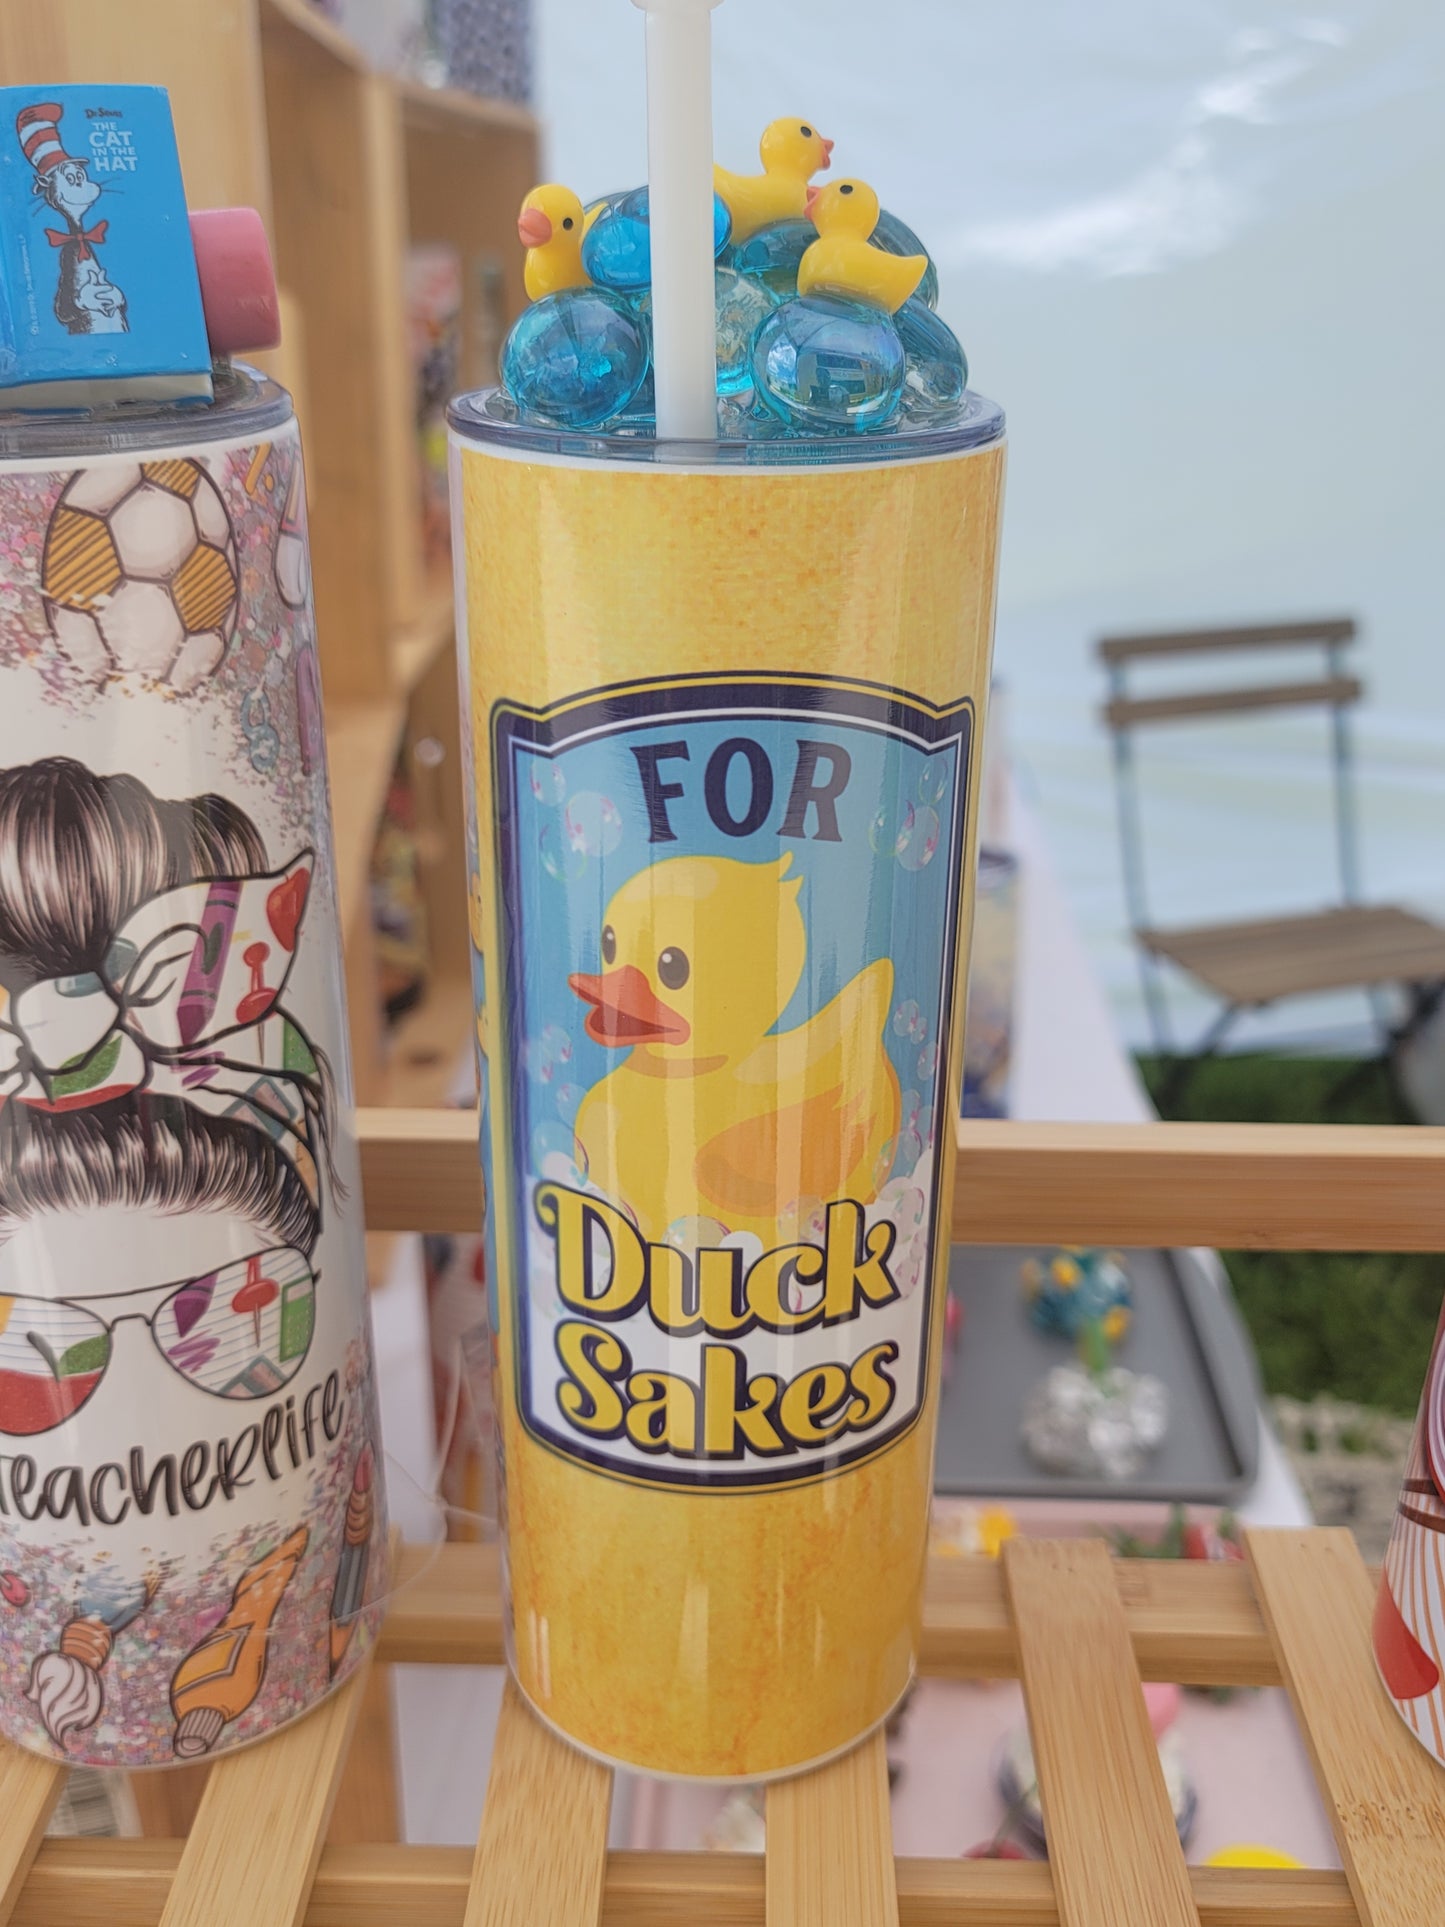 Dr. Seuss
THE
CAT
IN THE
HAT
FOR
Duck
Sakes
teacherlife